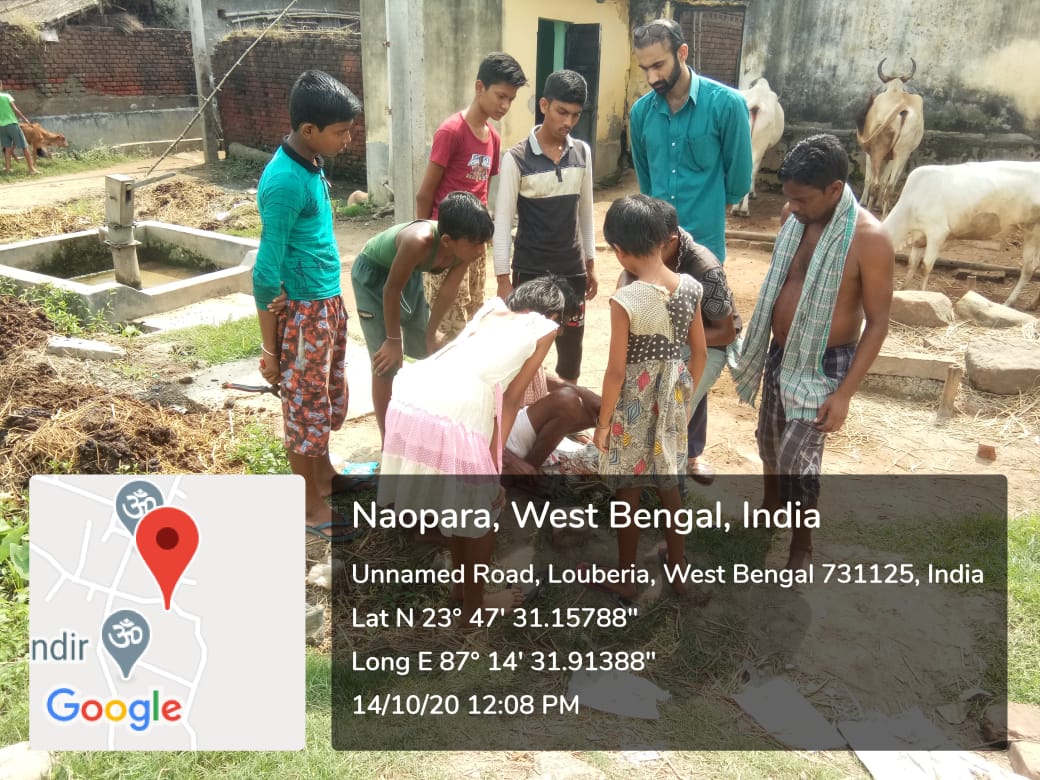 Naopara, West Bengal, India
Unnamed Road, Louberia, West Bengal 731125, India
Lat N 23° 47' 31.15788"
Long E 87° 14' 31.91388"
14/10/20 12:08 PM
ॐ
ॐ
ndir
Google